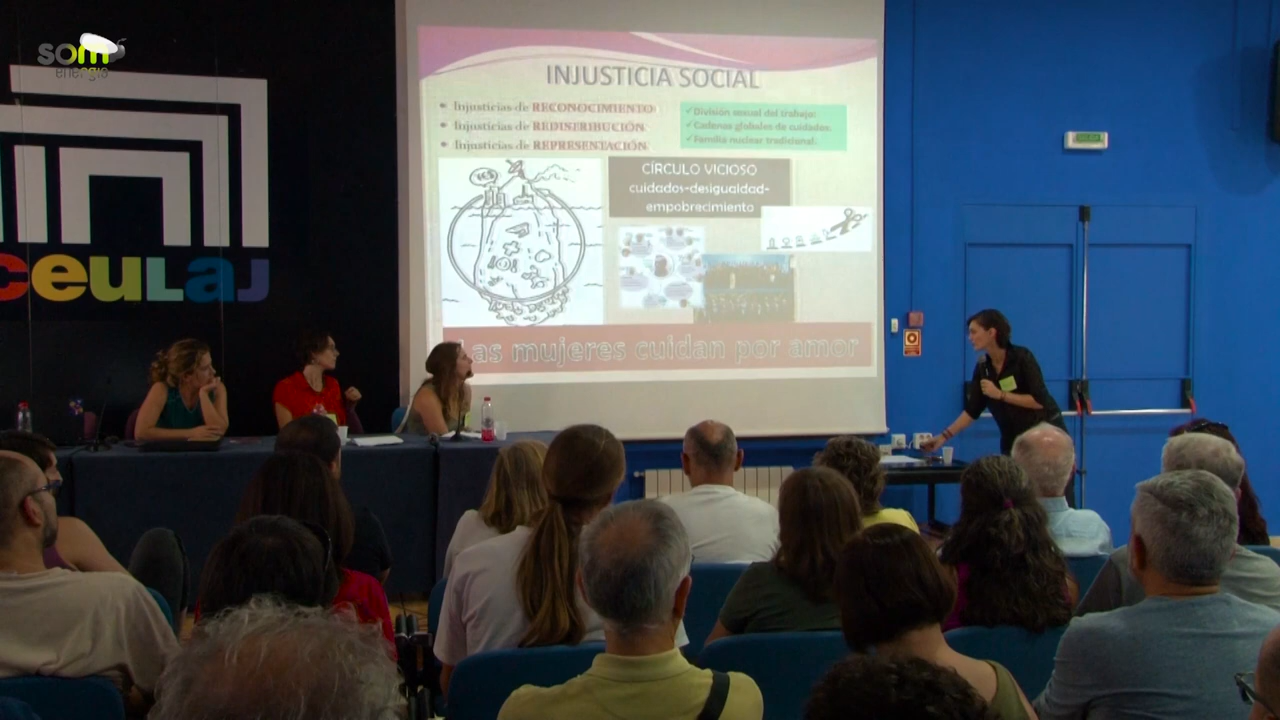 som
energia
ceulaj
INJUSTICIA SOCIAL
Injusticias de RECONOCIMIENTO
Injusticias de REDISTRIBUCIÓN
Injusticias de REPRESENTACIÓN
División sexual del trabajo.
Cadenas globales de cuidados.
Familia nuclear tradicional.
CÍRCULO VICIOSO
cuidados-desigualdad-
empobrecimiento
Las mujeres cuidan por amor